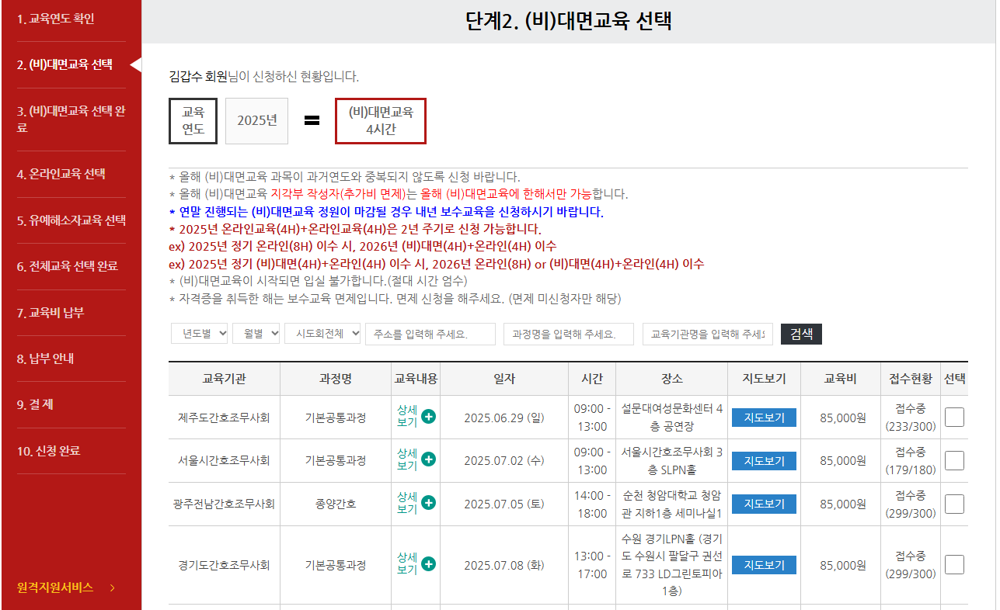 1. 교육연도 확인
2. (비)대면교육 선택
3. (비)대면교육 선택 완
료
4. 온라인교육 선택
5. 유예해소자교육 선택
6. 전체교육 선택 완료
7. 교육비 납부
8. 납부 안내
9. 결 제
10. 신청 완료
원격지원서비스 >
단계2. (비)대면교육 선택
김갑수 회원님이 신청하신 현황입니다.
교육
연도
2025년
=
(비)대면교육
4시간
* 올해 (비)대면교육 과목이 과거연도와 중복되지 않도록 신청 바랍니다.
* 올해 (비)대면교육 지각부 작성자(추가비 면제)는 올해 (비)대면교육에 한해서만 가능합니다.
* 연말 진행되는 (비)대면교육 정원이 마감될 경우 내년 보수교육을 신청하시기 바랍니다.
* 2025년 온라인교육(4H)+온라인교육(4H)은 2년 주기로 신청 가능합니다.
ex) 2025년 정기 온라인(8H) 이수 시, 2026년 (비)대면(4H)+온라인(4H) 이수
ex) 2025년 정기 (비)대면(4H)+온라인(4H) 이수 시, 2026년 온라인(8H) or (비)대면(4H)+온라인(4H) 이수
* (비)대면교육이 시작되면 입실 불가합니다.(절대 시간 엄수)
* 자격증을 취득한 해는 보수교육 면제입니다. 면제 신청을 해주세요. (면제 미신청자만 해당)
년도별 월별 시도회전체 주소를 입력해 주세요. 과정명을 입력해 주세요. 교육기관명을 입력해 주세요 검색
교육기관 과정명 교육내용 일자 시간 장소 지도보기 교육비 접수현황 선택
제주도간호조무사회 기본공통과정 상세
보기 2025.06.29 (일) 09:00 -
13:00 설문대여성문화센터 4
층 공연장 지도보기 85,000원 접수중
(233/300)
서울시간호조무사회 기본공통과정 상세
보기 2025.07.02 (수) 09:00 -
13:00 서울시간호조무사회 3
층 SLPN홀 지도보기 85,000원 접수중
(179/180)
광주전남간호조무사회 종양간호 상세
보기 2025.07.05 (토) 14:00 -
18:00 순천 청암대학교 청암
관 지하1층 세미나실1 지도보기 85,000원 접수중
(299/300)
경기도간호조무사회 기본공통과정 상세
보기 2025.07.08 (화) 13:00 -
17:00 수원 경기LPN홀 (경기
도 수원시 팔달구 권선
로 733 LD그린토피아
1층) 지도보기 85,000원 접수중
(299/300)